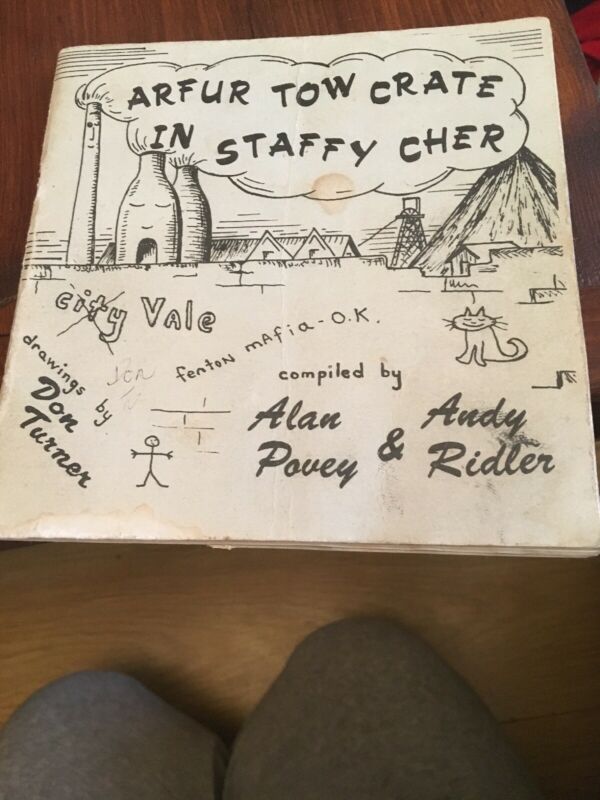 ARFUR TOW CRATE
IN STAFFY CHER
city Vale
fenton mafia - O.K.
drawings by
Don
Turner
compiled by
Alan
Povey
&
Andy
Ridler